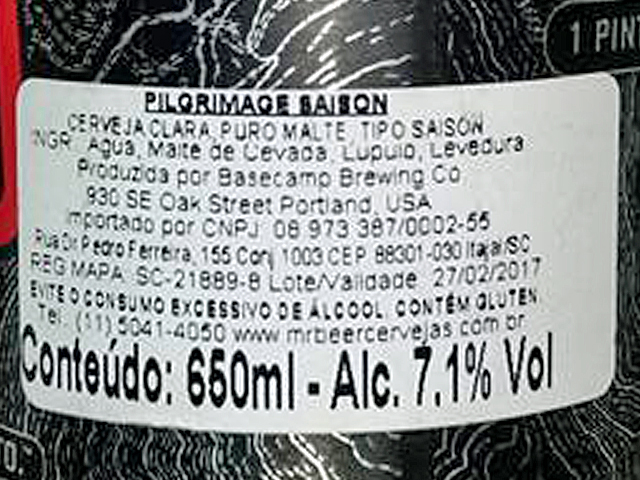 1 PIN
PILGRIMAGE SAISON
CERVEJA CLARA, PURO MALTE, TIPO SAISON
INGR. Água, Malte de Cevada, Lúpulo, Levedura
Produzida por Basecamp Brewing Co
930 SE Oak Street Portland, USA
Importado por CNPJ 08 973 387/0002-55
Rua Dr Pedro Ferreira, 155 Conj 1003 CEP 88301-030 Itajaí/SC
REG MAPA SC-21889-8 Lote/Validade 27/02/2017
EVITE O CONSUMO EXCESSIVO DE ÁLCOOL CONTÉM GLUTEN
Tel. (11) 5041-4050 www mrbeercervejas com br
Conteúdo: 650ml - Alc. 7,1% Vol